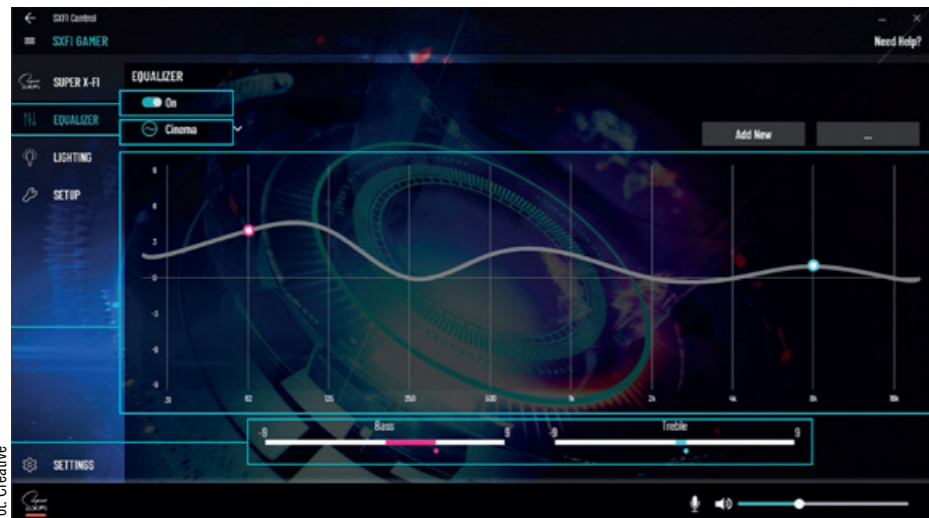 SXFI Control
SXFI GAMER
Need Help?
SUPER X-FI
EQUALIZER
LIGHTING
SETUP
SETTINGS
EQUALIZER
On
Cinema
Add New
...
9
6
3
-0
-3
-6
-9
31
62
125
250
500
1k
2k
4k
8k
16k
Bass
-9 9
Treble
-9 9
Creative